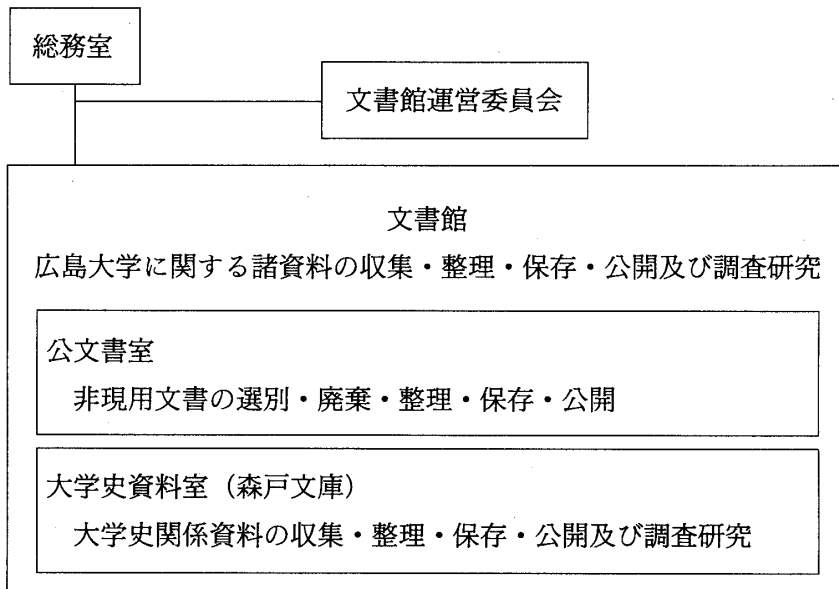 総務室
文書館運営委員会
文書館
広島大学に関する諸資料の収集・整理・保存・公開及び調査研究
公文書室
非現用文書の選別・廃棄・整理・保存・公開
大学史資料室（森戸文庫）
大学史関係資料の収集・整理・保存・公開及び調査研究